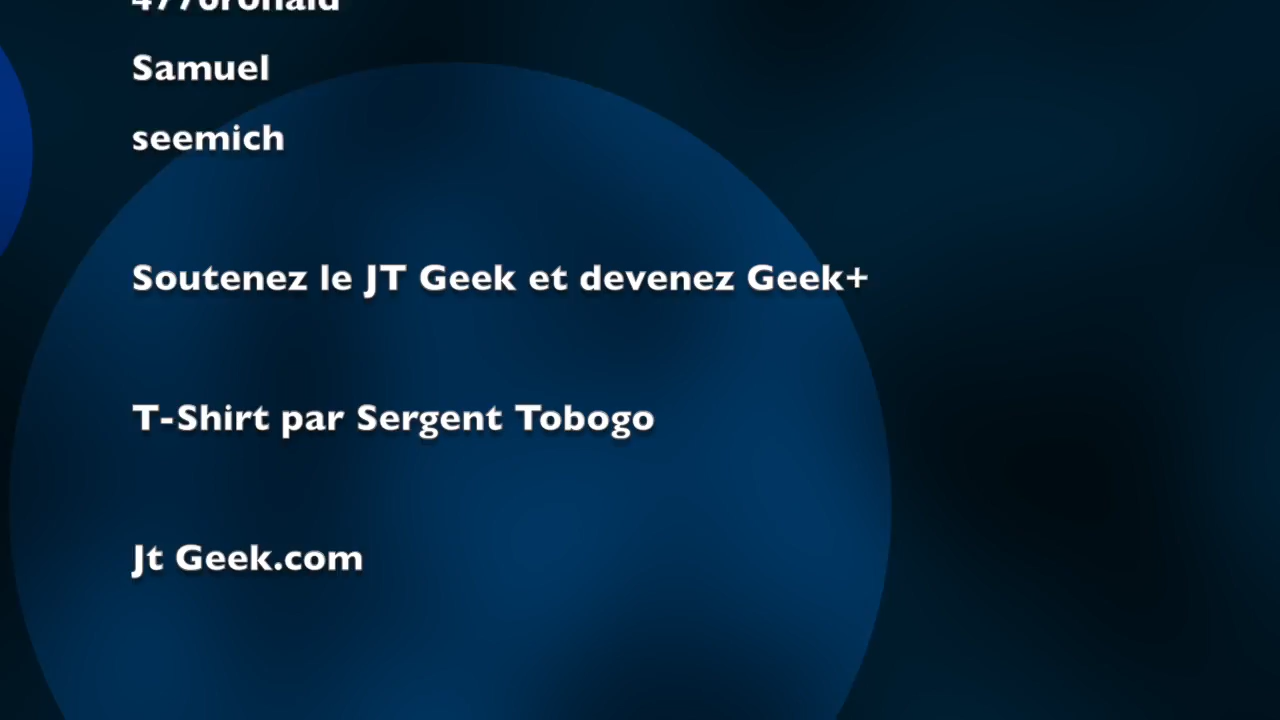 Samuel
seemich
Soutenez le JT Geek et devenez Geek+
T-Shirt par Sergent Tobogo
Jt Geek.com